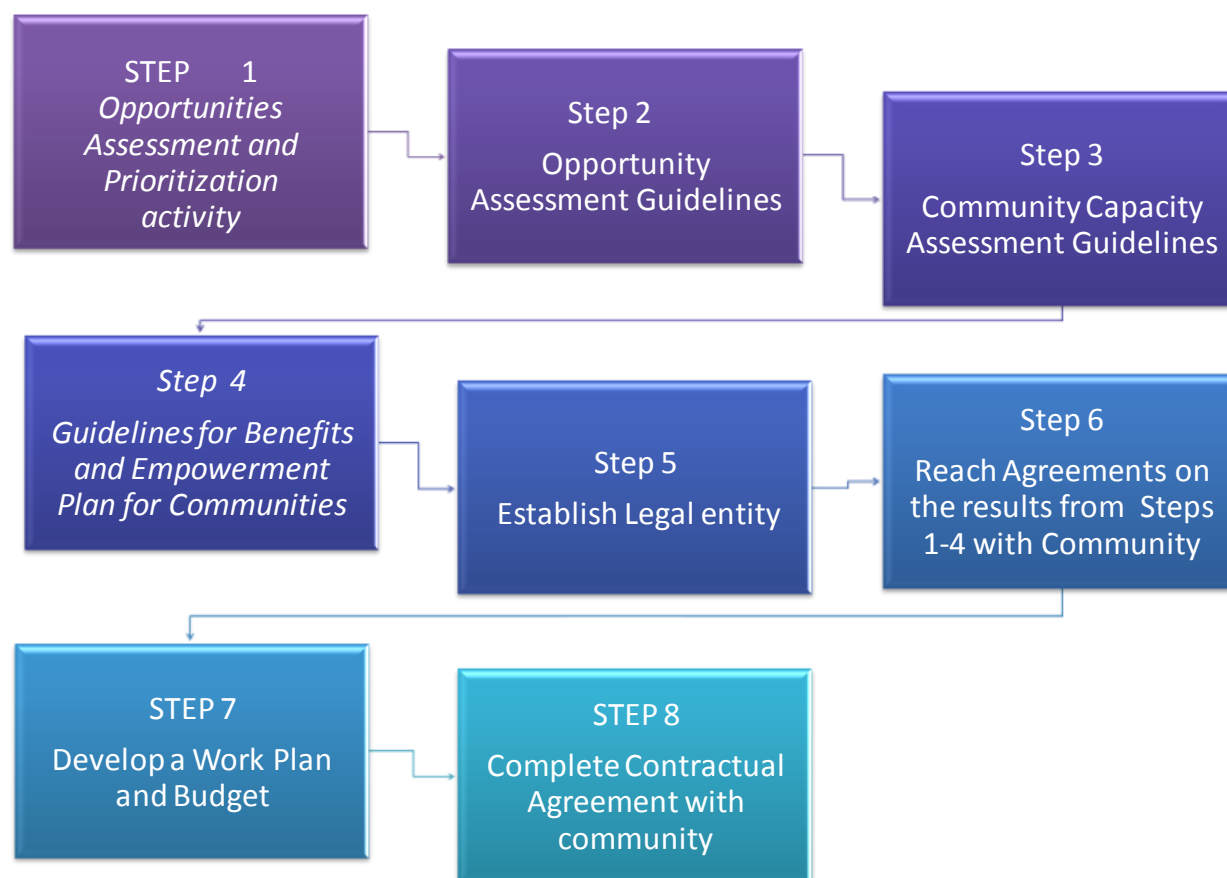 STEP 1
Opportunities
Assessment and
Prioritization
activity
Step 2
Opportunity
Assessment Guidelines
Step 3
Community Capacity
Assessment Guidelines
Step 4
Guidelines for Benefits
and Empowerment
Plan for Communities
Step 5
Establish Legal entity
Step 6
Reach Agreements on
the results from Steps
1-4 with Community
STEP 7
Develop a Work Plan
and Budget
STEP 8
Complete Contractual
Agreement with
community